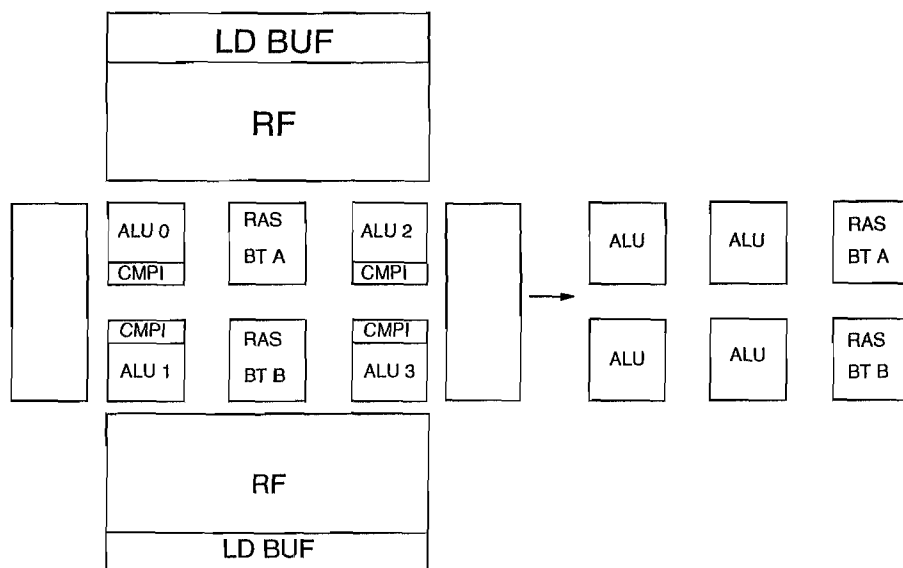 LD BUF
RF
ALU 0
CMPI
RAS
BT A
ALU 2
CMPI
ALU
ALU
RAS
BT A
CMPI
ALU 1
RAS
BT B
CMPI
ALU 3
ALU
ALU
RAS
BT B
RF
LD BUF